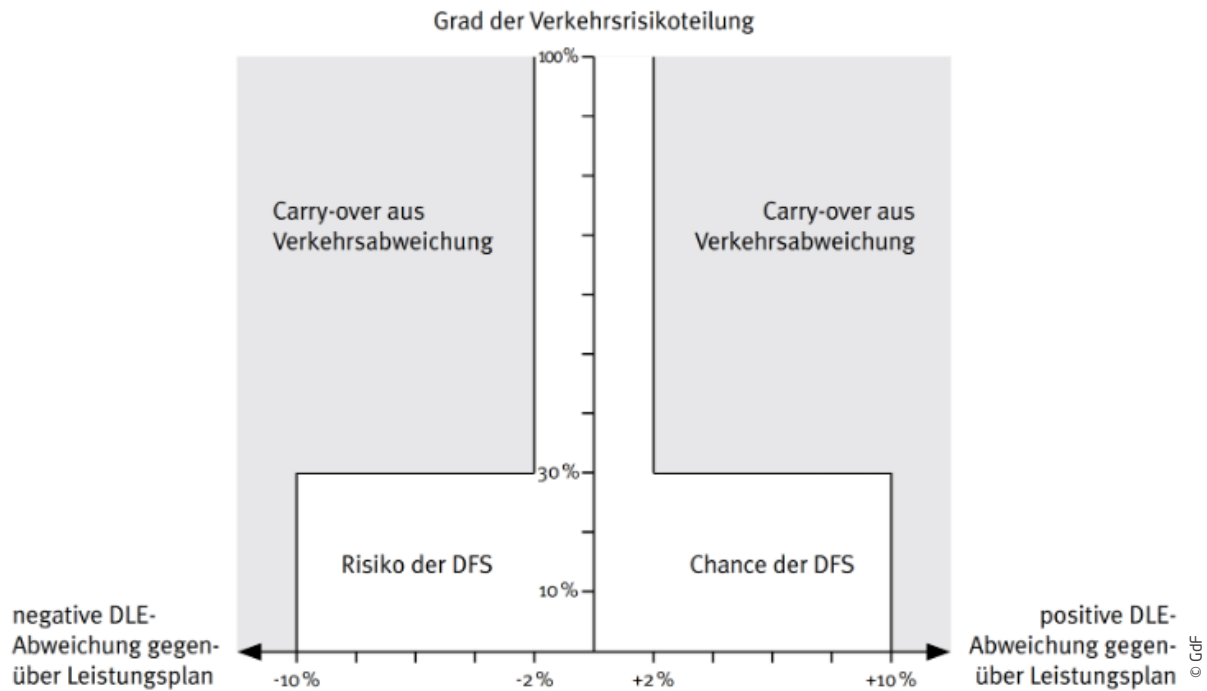 Grad der Verkehrsrisikoteilung
100%
Carry-over aus
Verkehrsabweichung
Carry-over aus
Verkehrsabweichung
30%
Risiko der DFS
Chance der DFS
10%
negative DLE-
Abweichung gegen-
über Leistungsplan
positive DLE-
Abweichung gegen-
über Leistungsplan
-10 %
-2 %
+2 %
+10 %
© GdF